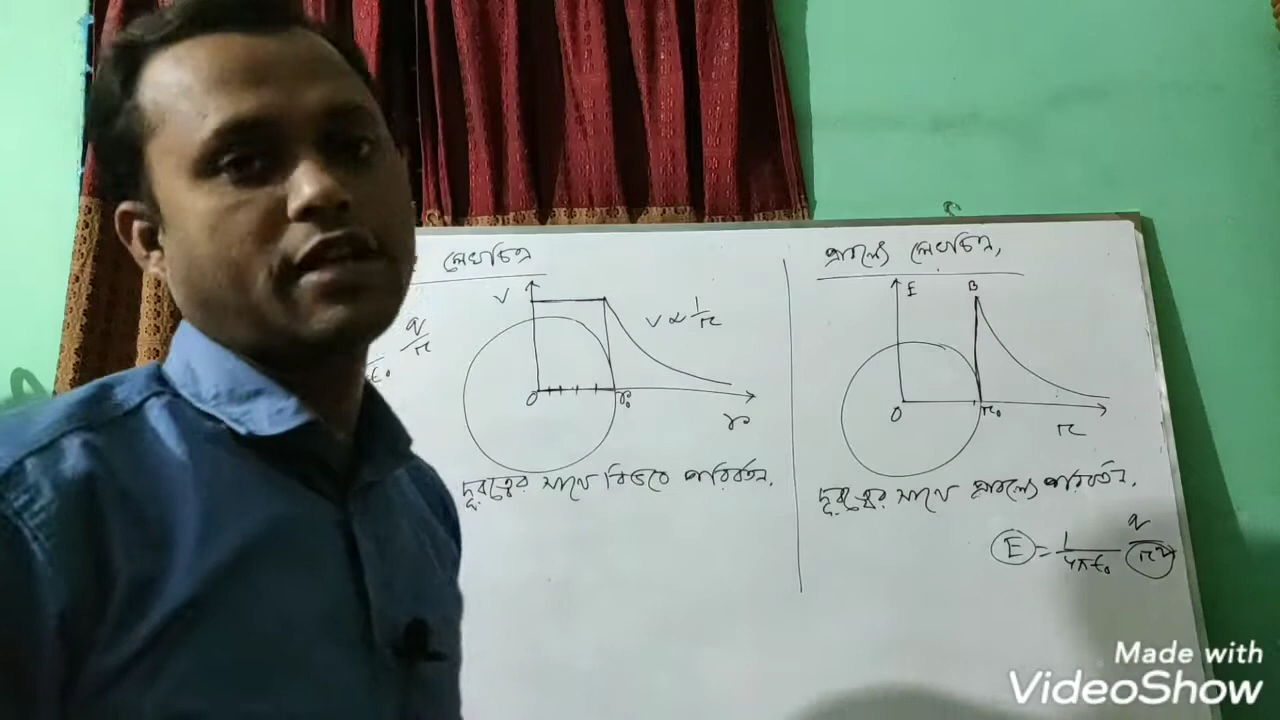 লেখচিত্র
q/r
ε₀
V
V ∝ 1/r
O
r₀
r
দূরত্বের সাথে বিভবের পরিবর্তন,
প্রাবল্যের লেখচিত্র,
E
B
O
r₀
r
দূরত্বের সাথে প্রাবল্যের পরিবর্তন,
E = 1/4πε₀ q/r²
Made with
VideoShow